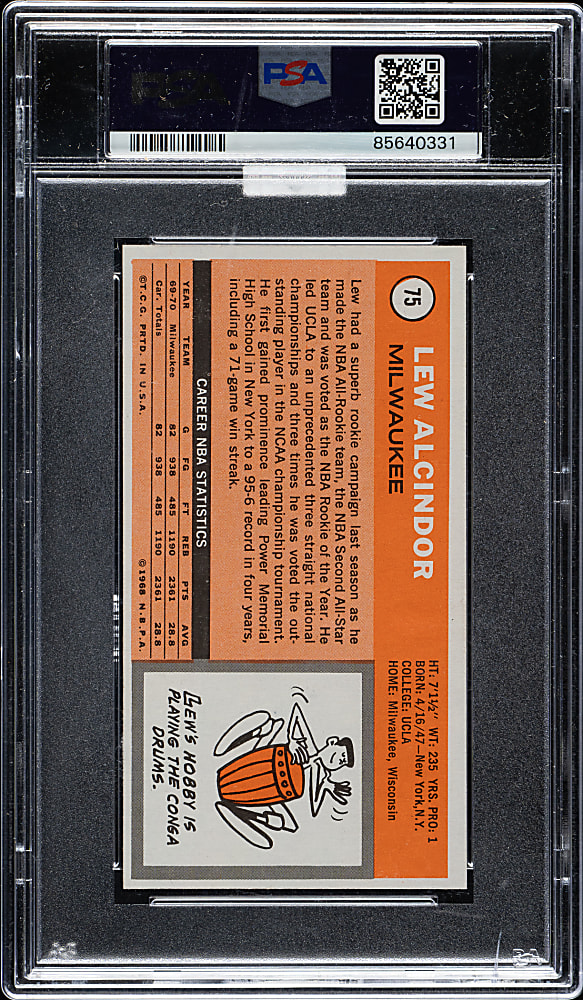 PSA
85640331
75
LEW ALCINDOR
MILWAUKEE
HT: 7'1½" WT: 235 YRS. PRO: 1
BORN: 4/16/47—New York, N.Y.
COLLEGE: UCLA
HOME: Milwaukee, Wisconsin
Lew had a superb rookie campaign last season as he
made the NBA All-Rookie team, the NBA Second All-Star
team and was voted as the NBA Rookie of the Year. He
led UCLA to an unprecedented three straight national
championships and three times he was voted the out-
standing player in the NCAA championship tournament.
He first gained prominence leading Power Memorial
High School in New York to a 95-6 record in four years,
including a 71-game win streak.
CAREER NBA STATISTICS
YEAR TEAM G FG FT REB PTS AVG
69-70 Milwaukee 82 938 485 1190 2361 28.8
Car. Totals 82 938 485 1190 2361 28.8
©T.C.G. PRTD. IN U.S.A. ©1968 N.B.P.A.
LEW'S HOBBY IS
PLAYING THE CONGA
DRUMS.